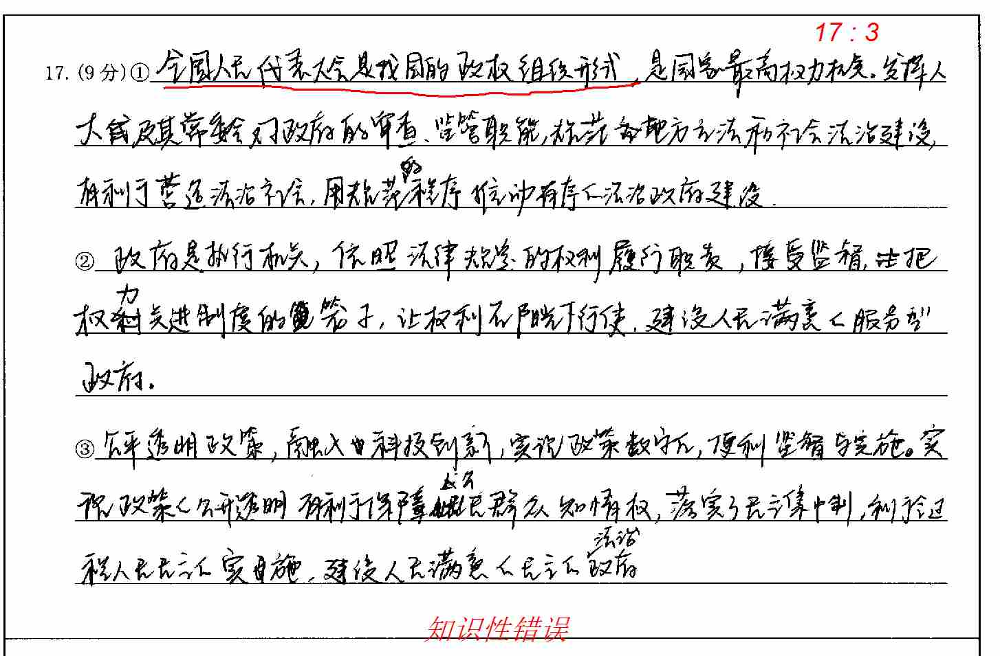 17 : 3
17. (9分)①全国人民代表大会是我国的政权组织形式,是国家最高权力机关。发挥人
大会及其常委会对政府的审查、监管职能,规范地方立法和社会法治建设,
有利于营造法治社会,用规范的程序推动有序的法治政府建设.
② 政府是执行机关,依照法律规定的权利履行职责,接受监督,把
权力关进制度的笼子,让权利在阳光下行使,建设人民满意的服务型
政府。
③公平透明政策,融入科技创新,实现政策数字化,便利监督与实施。实
现政策的公开透明有利于保障人民群众知情权,落实了民主集中制,利于全过
程人民民主的实施,建设人民满意的民主的法治政府
知识性错误